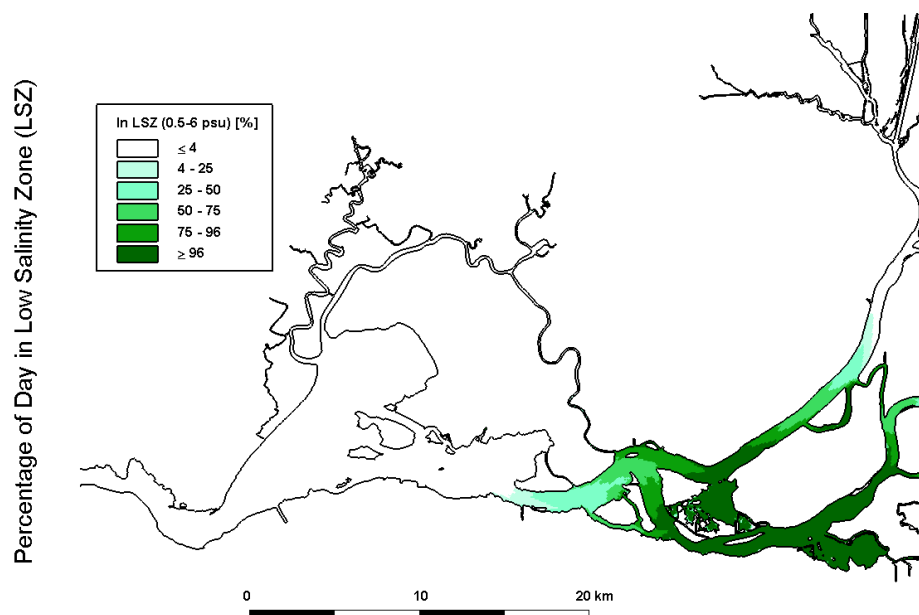 Percentage of Day in Low Salinity Zone (LSZ)
In LSZ (0.5-6 psu) [%]
≤ 4
4 - 25
25 - 50
50 - 75
75 - 96
≥ 96
0 10 20 km